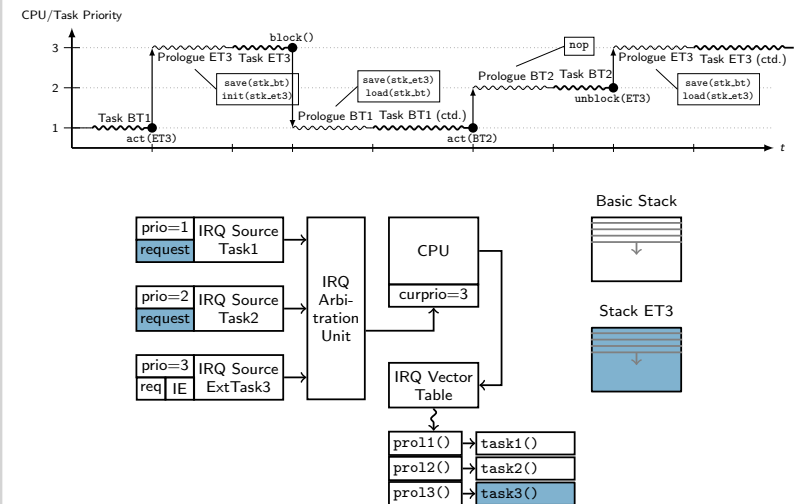 CPU/Task Priority
3
2
1
Task BT1
act(ET3)
Prologue ET3
save(stk_bt)
init(stk_et3)
Task ET3
block()
Prologue BT1
save(stk_et3)
load(stk_bt)
Task BT1 (ctd.)
act(BT2)
Prologue BT2
nop
Task BT2
unblock(ET3)
Prologue ET3
save(stk_bt)
load(stk_et3)
Task ET3 (ctd.)
t
prio=1
request
IRQ Source
Task1
prio=2
request
IRQ Source
Task2
prio=3
req
IE
IRQ Source
ExtTask3
IRQ
Arbi-
tration
Unit
CPU
curprio=3
IRQ Vector
Table
prol1()
task1()
prol2()
task2()
prol3()
task3()
Basic Stack
Stack ET3